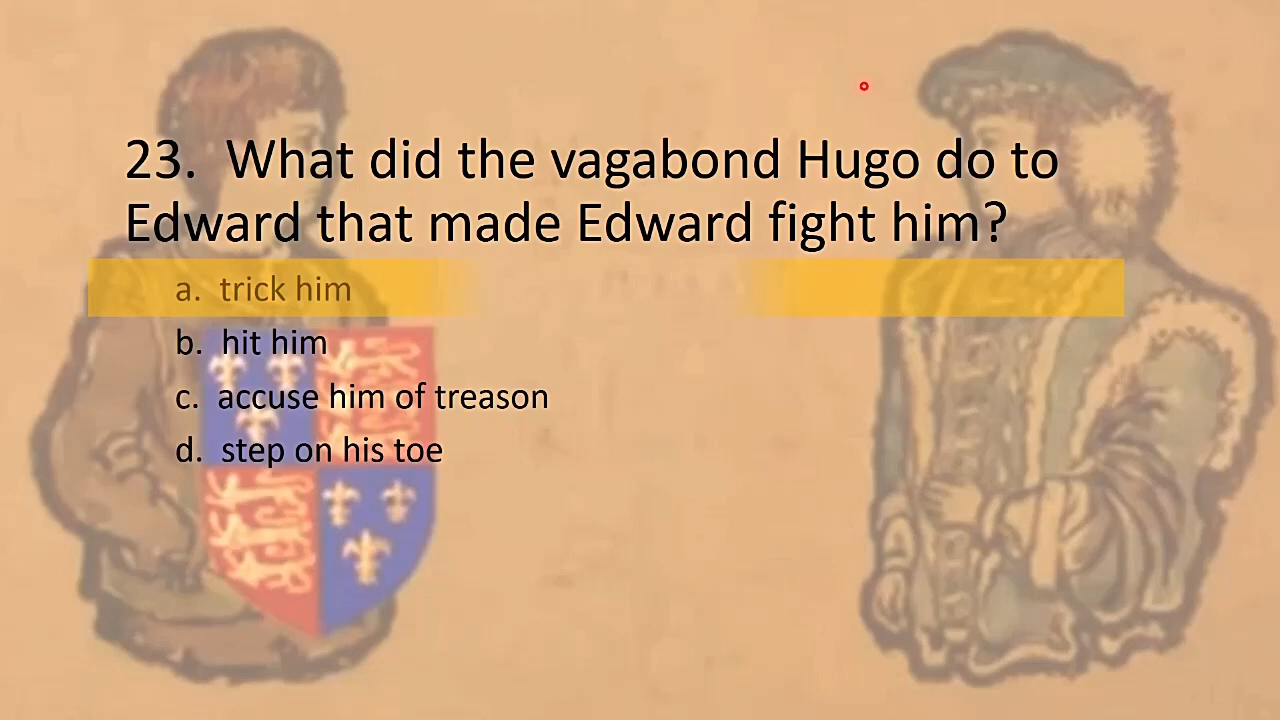 23. What did the vagabond Hugo do to
Edward that made Edward fight him?
a. trick him
b. hit him
c. accuse him of treason
d. step on his toe